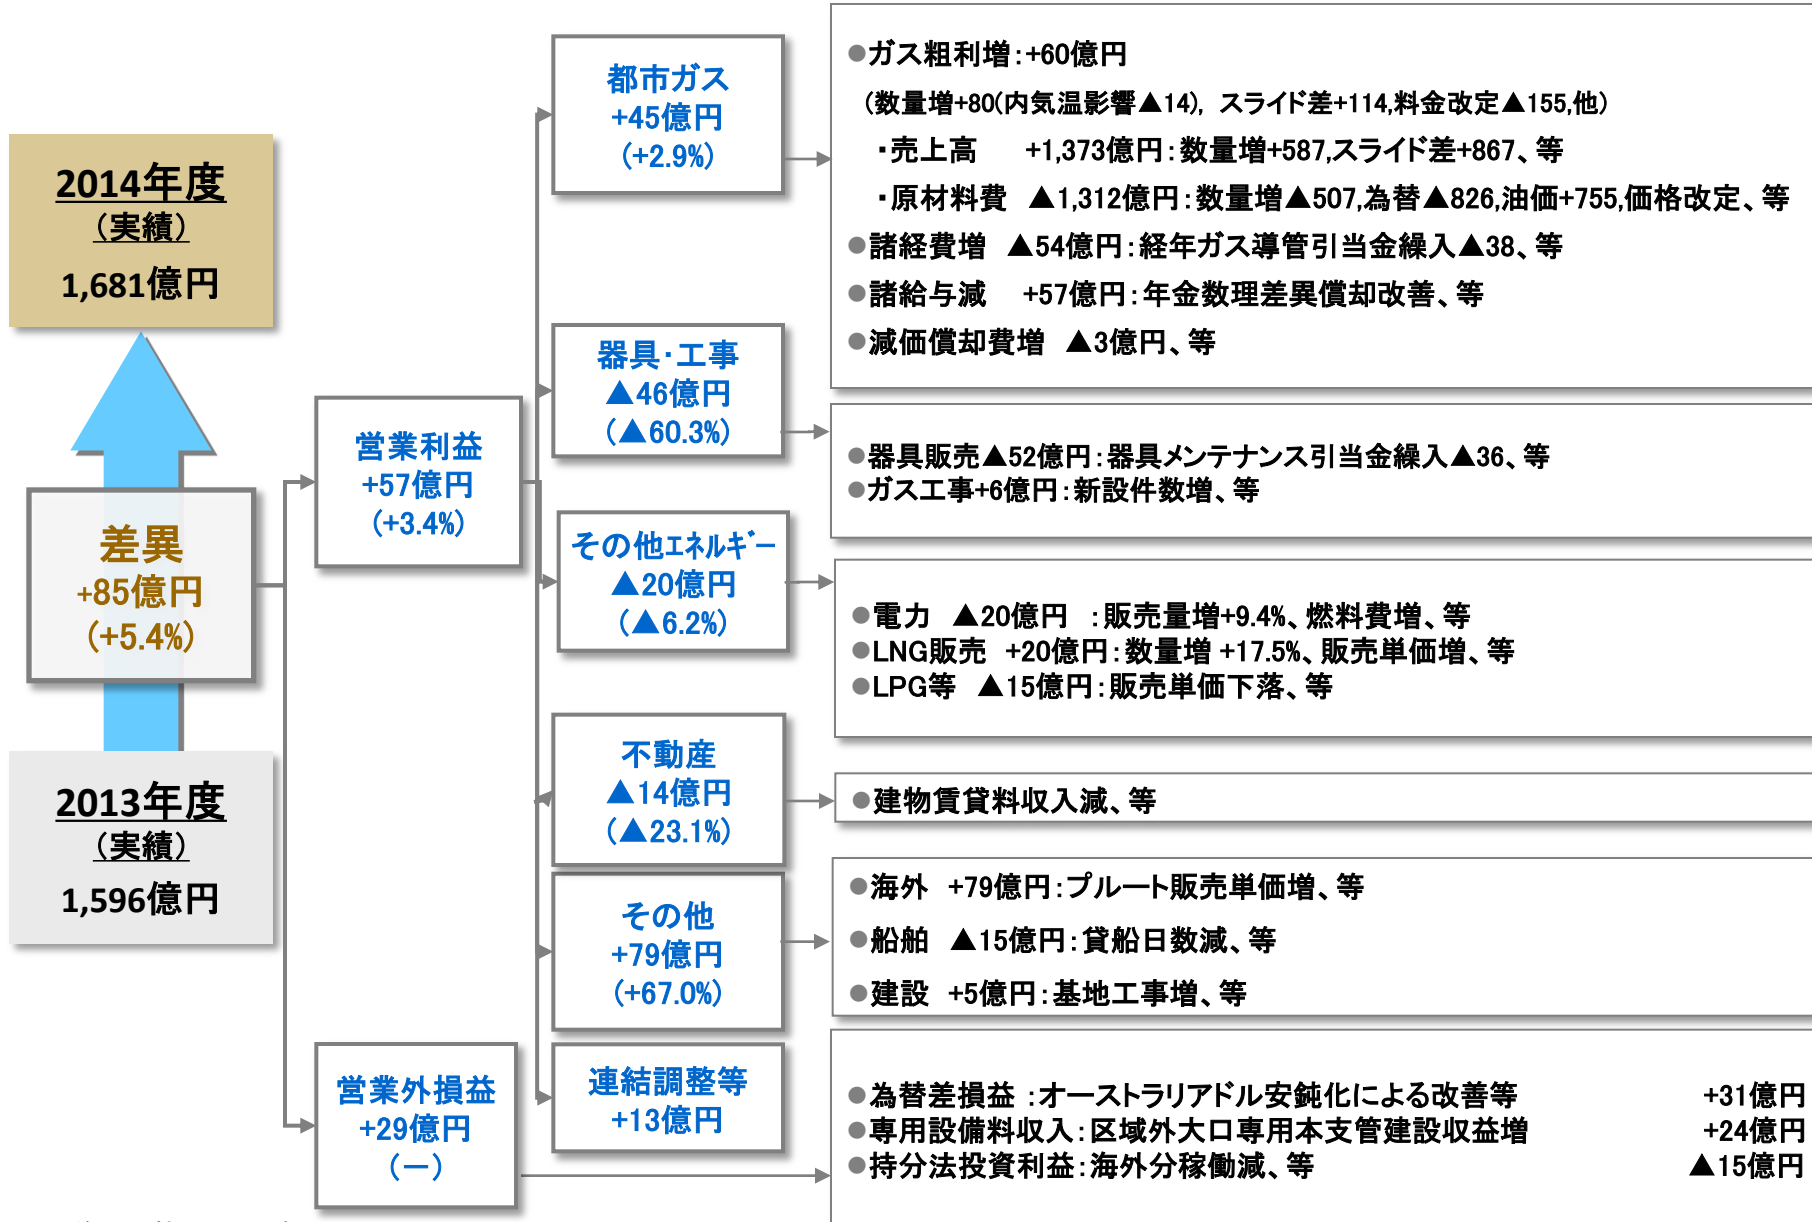 2014年度
（実績）
1,681億円
差異
+85億円
(+5.4%)
2013年度
（実績）
1,596億円
営業利益
+57億円
(+3.4%)
営業外損益
+29億円
(－)
都市ガス
+45億円
(+2.9%)
器具・工事
▲46億円
(▲60.3%)
その他エネルギー
▲20億円
(▲6.2%)
不動産
▲14億円
(▲23.1%)
その他
+79億円
(+67.0%)
連結調整等
+13億円
●ガス粗利増：+60億円
(数量増+80(内気温影響▲14), スライド差+114,料金改定▲155,他)
・売上高 +1,373億円：数量増+587,スライド差+867、等
・原材料費 ▲1,312億円：数量増▲507,為替▲826,油価+755,価格改定、等
●諸経費増 ▲54億円：経年ガス導管引当金繰入▲38、等
●諸給与減 +57億円：年金数理差異償却改善、等
●減価償却費増 ▲3億円、等
●器具販売▲52億円：器具メンテナンス引当金繰入▲36、等
●ガス工事+6億円：新設件数増、等
●電力 ▲20億円 ：販売量増+9.4%、燃料費増、等
●LNG販売 +20億円：数量増 +17.5%、販売単価増、等
●LPG等 ▲15億円：販売単価下落、等
●建物賃貸料収入減、等
●海外 +79億円：プルート販売単価増、等
●船舶 ▲15億円：貸船日数減、等
●建設 +5億円：基地工事増、等
●為替差損益 ：オーストラリアドル安鈍化による改善等 +31億円
●専用設備料収入：区域外大口専用本支管建設収益増 +24億円
●持分法投資利益：海外分稼働減、等 ▲15億円